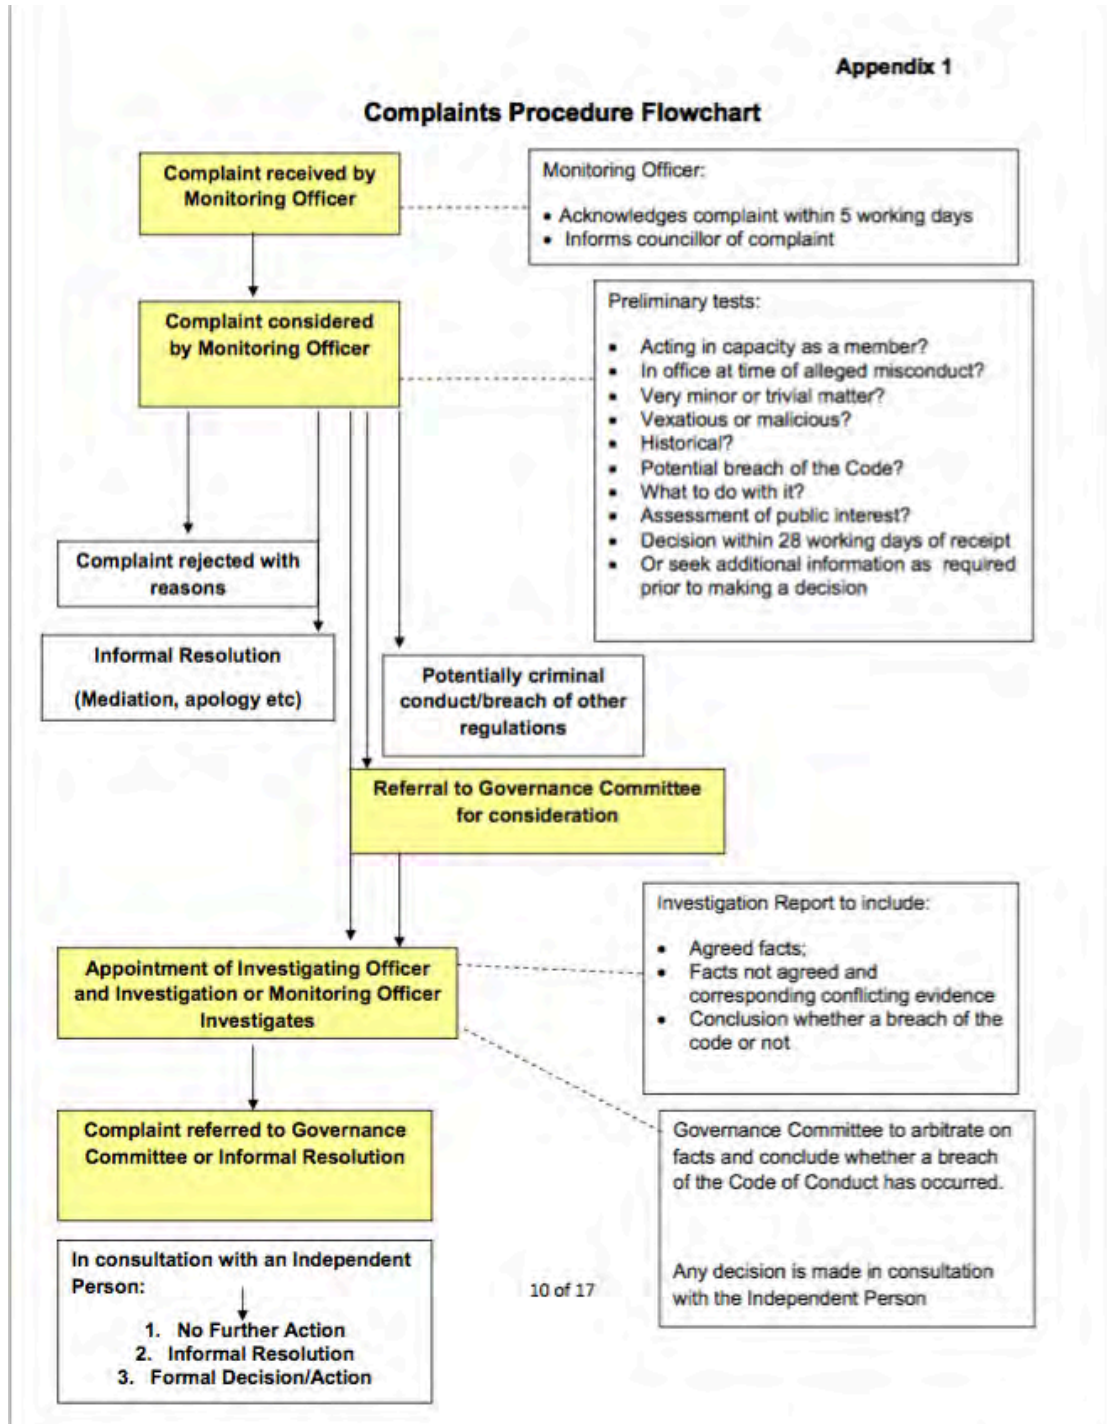 Appendix 1
Complaints Procedure Flowchart
Complaint received by
Monitoring Officer
Monitoring Officer:
• Acknowledges complaint within 5 working days
• Informs councillor of complaint
Complaint considered
by Monitoring Officer
Preliminary tests:
• Acting in capacity as a member?
• In office at time of alleged misconduct?
• Very minor or trivial matter?
• Vexatious or malicious?
• Historical?
• Potential breach of the Code?
• What to do with it?
• Assessment of public interest?
• Decision within 28 working days of receipt
• Or seek additional information as required
prior to making a decision
Complaint rejected with
reasons
Informal Resolution
(Mediation, apology etc)
Potentially criminal
conduct/breach of other
regulations
Referral to Governance Committee
for consideration
Investigation Report to include:
• Agreed facts;
• Facts not agreed and
corresponding conflicting evidence
• Conclusion whether a breach of the
code or not
Appointment of Investigating Officer
and Investigation or Monitoring Officer
Investigates
Complaint referred to Governance
Committee or Informal Resolution
Governance Committee to arbitrate on
facts and conclude whether a breach
of the Code of Conduct has occurred.
Any decision is made in consultation
with the Independent Person
In consultation with an Independent
Person:
1. No Further Action
2. Informal Resolution
3. Formal Decision/Action
10 of 17